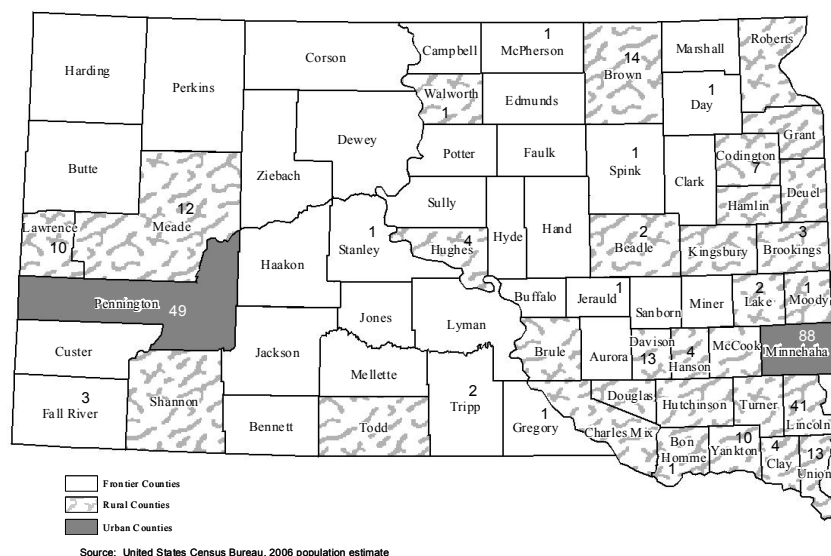 Harding
Perkins
Corson
Campbell
1
McPherson
14
Brown
Marshall
Roberts
Walworth
1
Edmunds
1
Day
Grant
Butte
Ziebach
Dewey
Potter
Faulk
1
Spink
Clark
Codington
7
Deuel
Hamlin
12
Meade
Lawrence
10
Sully
Hyde
Hand
Haakon
1
Stanley
Hughes
4
2
Beadle
Kingsbury
3
Brookings
Pennington
49
Jones
Lyman
Buffalo
1
Jerauld
Sanborn
Miner
2
Lake
1
Moody
Custer
Jackson
Mellette
Brule
Aurora
Davison
13
4
Hanson
McCook
88
Minnehaha
3
Fall River
Shannon
Bennett
Todd
2
Tripp
1
Gregory
Douglas
Charles Mix
Hutchinson
Turner
41
Lincoln
Bon
Homme
1
10
Yankton
4
Clay
13
Union
Frontier Counties
Rural Counties
Urban Counties
Source: United States Census Bureau, 2006 population estimate